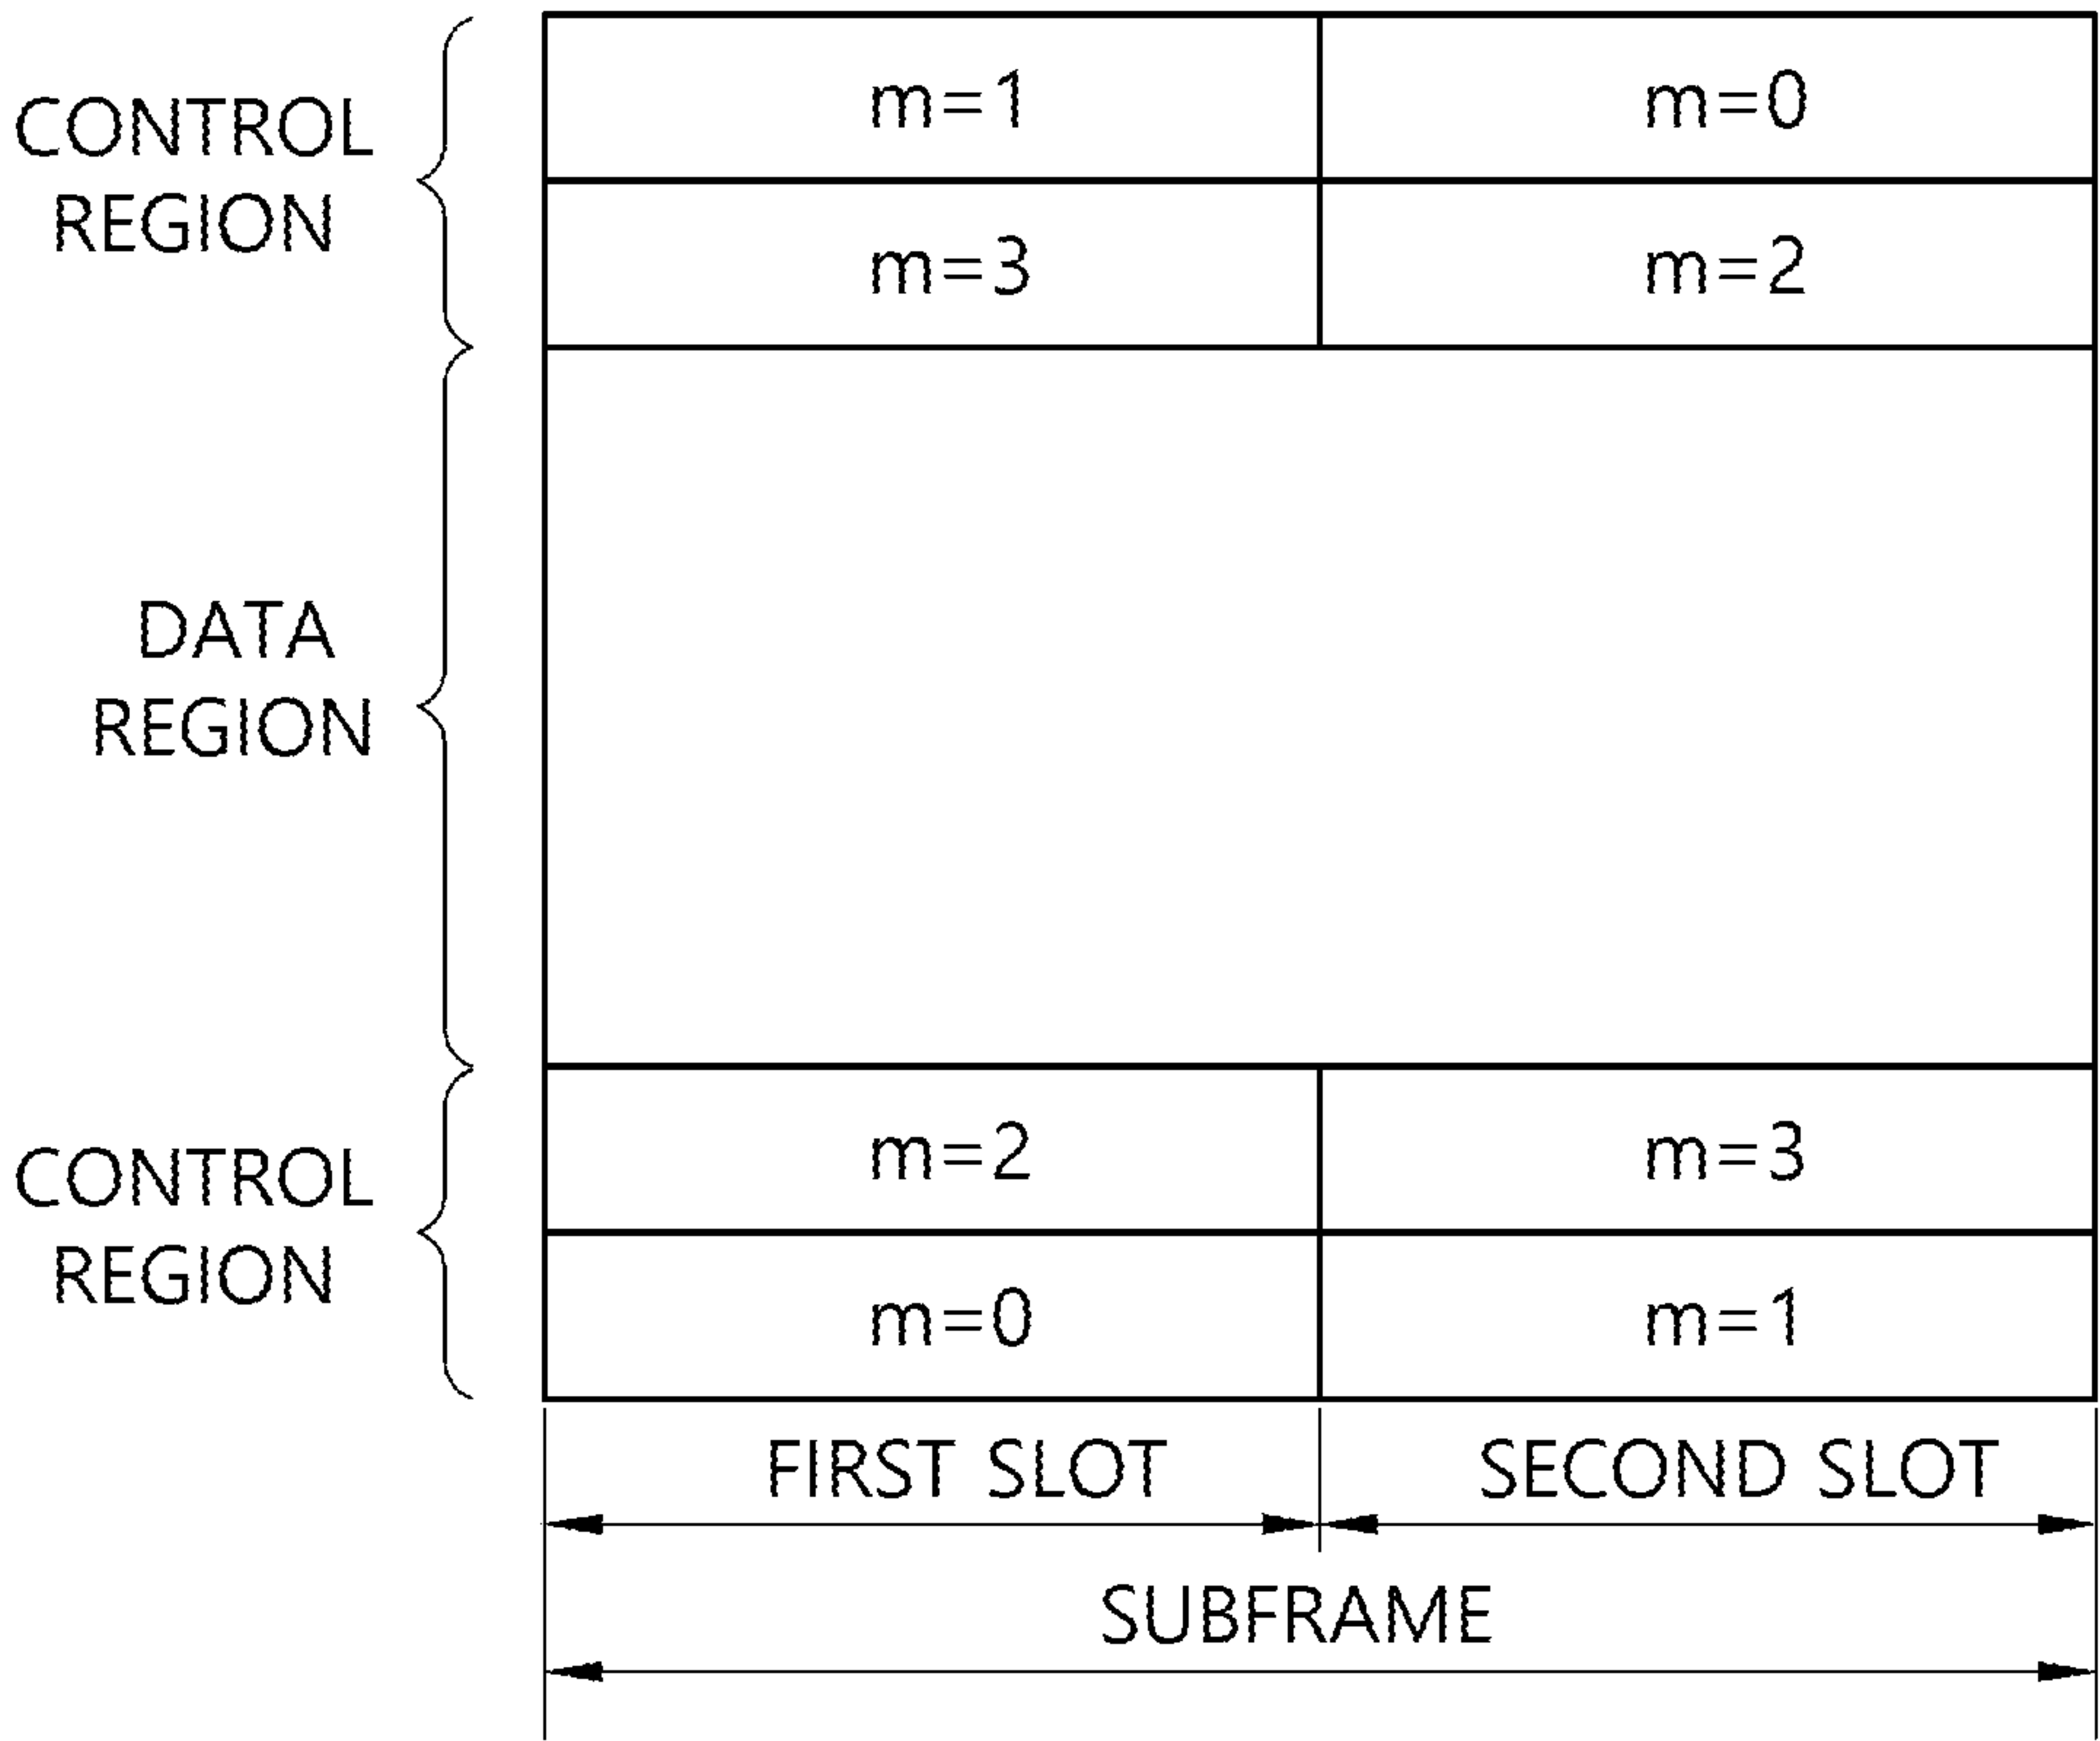 CONTROL
REGION
m=1 m=0
m=3 m=2
DATA
REGION
CONTROL
REGION
m=2 m=3
m=0 m=1
FIRST SLOT SECOND SLOT
SUBFRAME